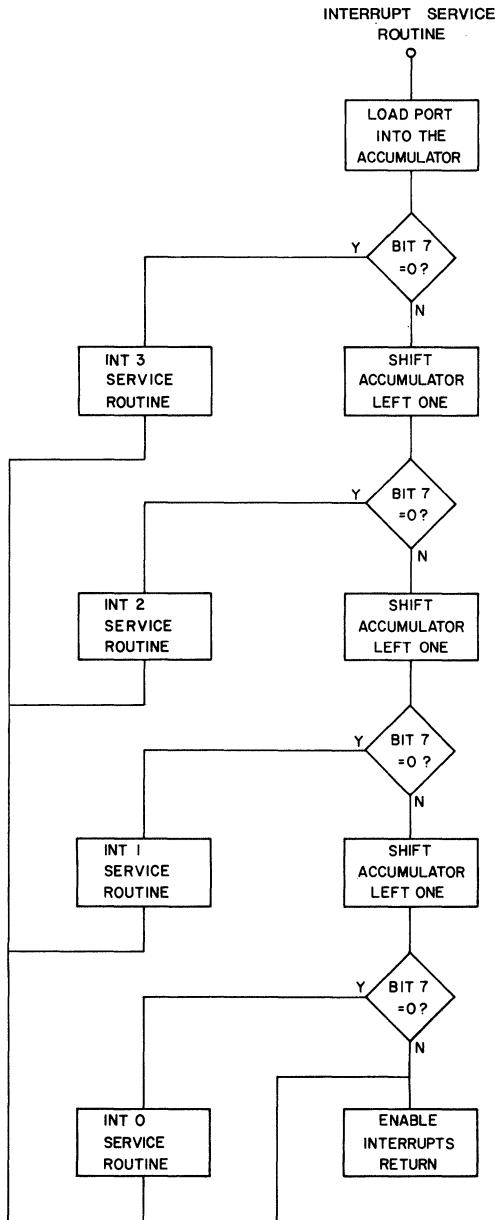 INTERRUPT SERVICE
ROUTINE
LOAD PORT
INTO THE
ACCUMULATOR
BIT 7
=0?
Y
N
INT 3
SERVICE
ROUTINE
SHIFT
ACCUMULATOR
LEFT ONE
BIT 7
=0?
Y
N
INT 2
SERVICE
ROUTINE
SHIFT
ACCUMULATOR
LEFT ONE
BIT 7
=0?
Y
N
INT 1
SERVICE
ROUTINE
SHIFT
ACCUMULATOR
LEFT ONE
BIT 7
=0?
Y
N
INT 0
SERVICE
ROUTINE
ENABLE
INTERRUPTS
RETURN